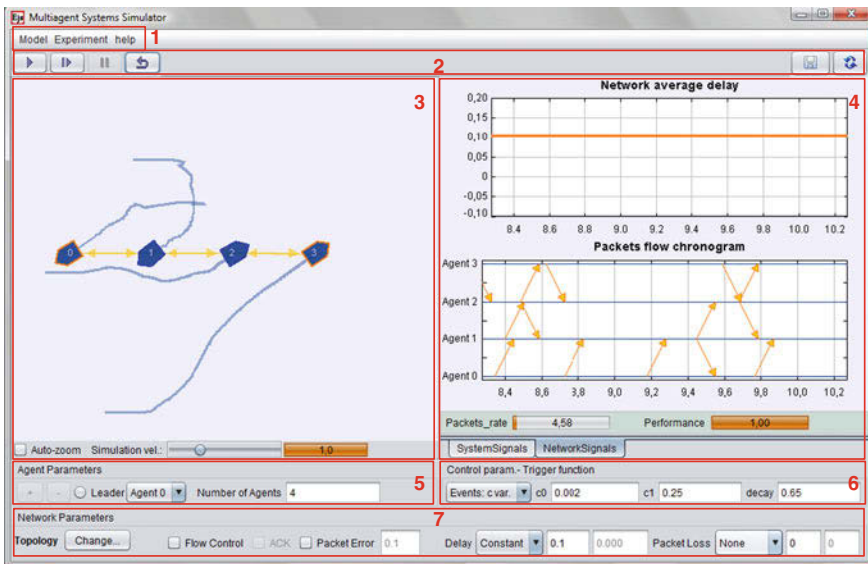 Ejs Multiagent Systems Simulator
Model Experiment help
1
2
3
0 1 2 3
Auto-zoom Simulation vel.: 1,0
4
Network average delay
0,20
0,15
0,10
0,05
0
-0,05
-0,10
8.4 8.6 8.8 9.0 9.2 9.4 9.6 9.8 10.0 10.2
Packets flow chronogram
Agent 3
Agent 2
Agent 1
Agent 0
8,4 8,6 3,8 9,0 9,2 9,4 9,6 9,8 10,0 10,2
Packets_rate 4,58 Performance 1,00
SystemSignals NetworkSignals
Agent Parameters
5
+ - Leader Agent 0 Number of Agents 4
Control param.- Trigger function
6
Events: c var. c0 0.002 c1 0.25 decay 0.65
Network Parameters
7
Topology Change... Flow Control ACK Packet Error 0.1 Delay Constant 0.1 0.000 Packet Loss None 0 0